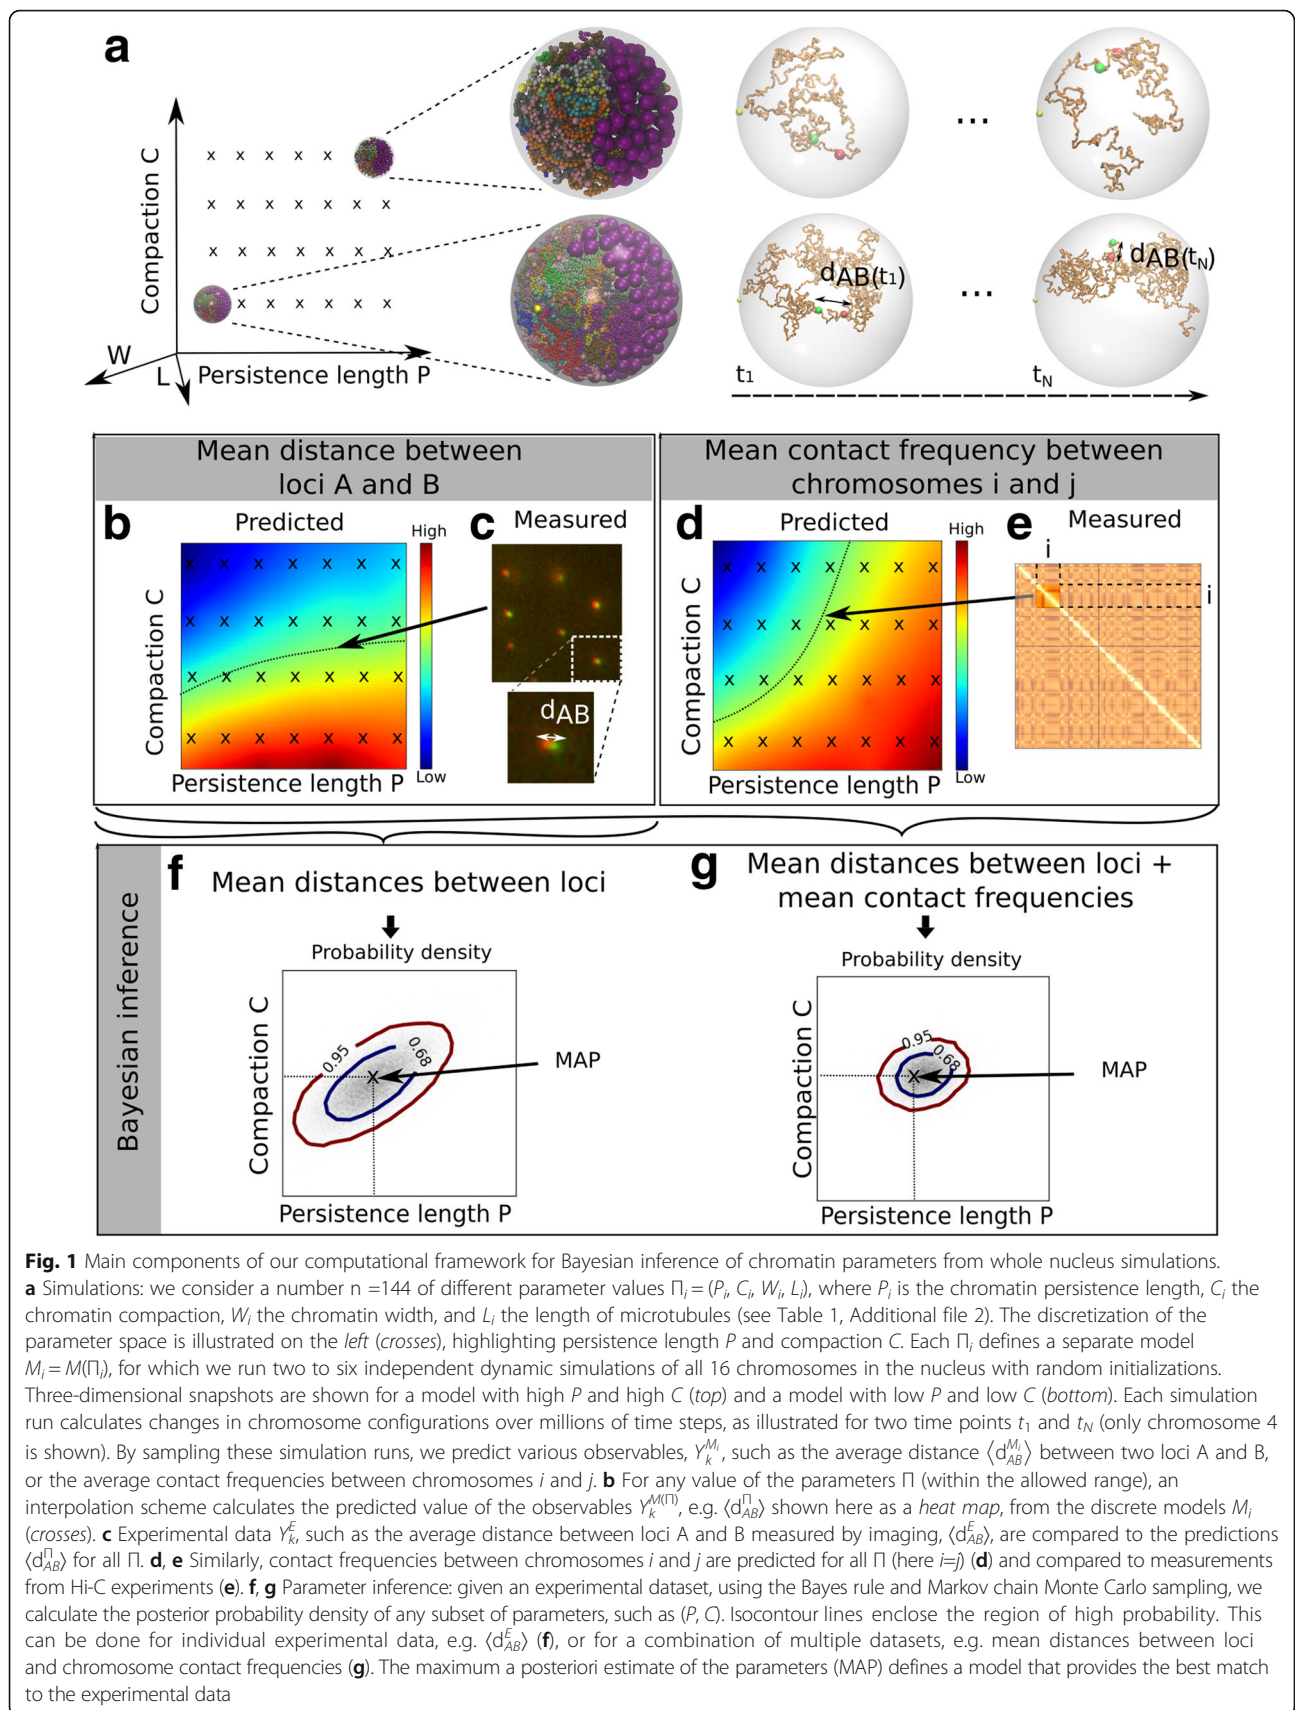 a
Compaction C
x x x x x
x x x x x x x
x x x x x x x
x x x x x x
W
L
Persistence length P
...
...
dAB(t1)
dAB(tN)
t1
tN
Mean distance between
loci A and B
b
Predicted
High
Low
Compaction C
x x x x x x x
x x x x x x x
x x x x x x x
x x x x x x x
Persistence length P
c
Measured
dAB
Mean contact frequency between
chromosomes i and j
d
Predicted
High
Low
Compaction C
x x x x x x x
x x x x x x x
x x x x x x x
x x x x x x x
Persistence length P
e
Measured
i
i
Bayesian inference
f
Mean distances between loci
Probability density
Compaction C
0.95
0.68
x
MAP
Persistence length P
g
Mean distances between loci +
mean contact frequencies
Probability density
Compaction C
0.95
0.68
x
MAP
Persistence length P
Fig. 1 Main components of our computational framework for Bayesian inference of chromatin parameters from whole nucleus simulations.
a Simulations: we consider a number n =144 of different parameter values Πi = (Pi, Ci, Wi, Li), where Pi is the chromatin persistence length, Ci the
chromatin compaction, Wi the chromatin width, and Li the length of microtubules (see Table 1, Additional file 2). The discretization of the
parameter space is illustrated on the left (crosses), highlighting persistence length P and compaction C. Each Πi defines a separate model
Mi = M(Πi), for which we run two to six independent dynamic simulations of all 16 chromosomes in the nucleus with random initializations.
Three-dimensional snapshots are shown for a model with high P and high C (top) and a model with low P and low C (bottom). Each simulation
run calculates changes in chromosome configurations over millions of time steps, as illustrated for two time points t1 and tN (only chromosome 4
is shown). By sampling these simulation runs, we predict various observables, Yk^Mi, such as the average distance ⟨dAB^Mi⟩ between two loci A and B,
or the average contact frequencies between chromosomes i and j. b For any value of the parameters Π (within the allowed range), an
interpolation scheme calculates the predicted value of the observables Yk^M(Π), e.g. ⟨dAB^Π⟩ shown here as a heat map, from the discrete models Mi
(crosses). c Experimental data Yk^E, such as the average distance between loci A and B measured by imaging, ⟨dAB^E⟩, are compared to the predictions
⟨dAB^Π⟩ for all Π. d, e Similarly, contact frequencies between chromosomes i and j are predicted for all Π (here i=j) (d) and compared to measurements
from Hi-C experiments (e). f, g Parameter inference: given an experimental dataset, using the Bayes rule and Markov chain Monte Carlo sampling, we
calculate the posterior probability density of any subset of parameters, such as (P, C). Isocontour lines enclose the region of high probability. This
can be done for individual experimental data, e.g. ⟨dAB^E⟩ (f), or for a combination of multiple datasets, e.g. mean distances between loci
and chromosome contact frequencies (g). The maximum a posteriori estimate of the parameters (MAP) defines a model that provides the best match
to the experimental data